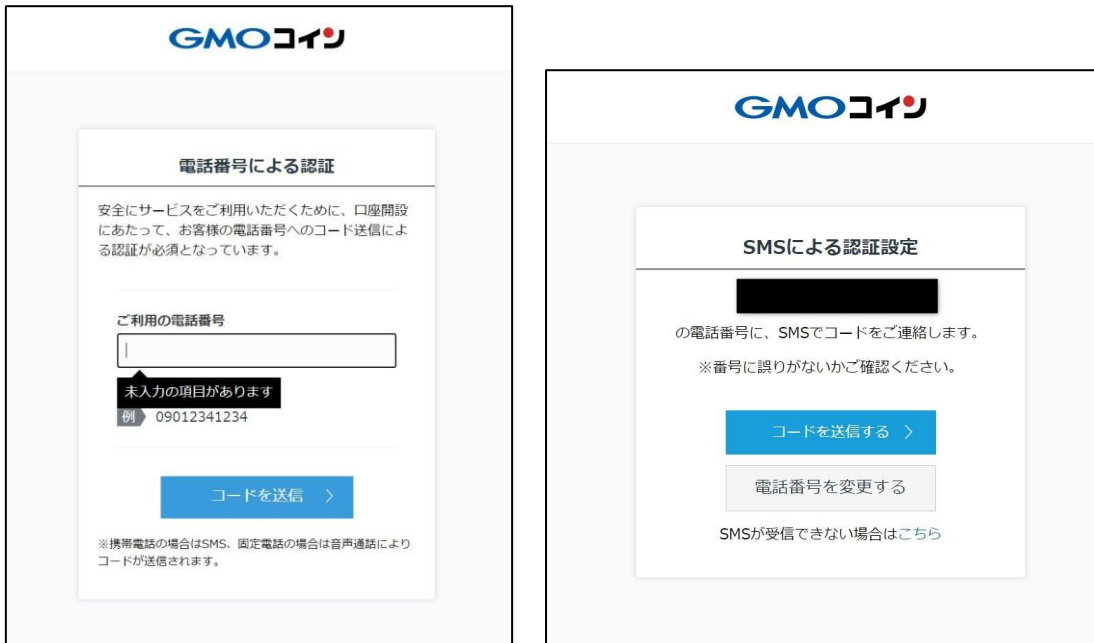 GMOコイン
電話番号による認証
安全にサービスをご利用いただくために、口座開設
にあたって、お客様の電話番号へのコード送信によ
る認証が必須となっています。
ご利用の電話番号
未入力の項目があります
例 09012341234
コードを送信
※携帯電話の場合はSMS、固定電話の場合は音声通話により
コードが送信されます。
GMOコイン
SMSによる認証設定
の電話番号に、SMSでコードをご連絡します。
※番号に誤りがないかご確認ください。
コードを送信する
電話番号を変更する
SMSが受信できない場合はこちら